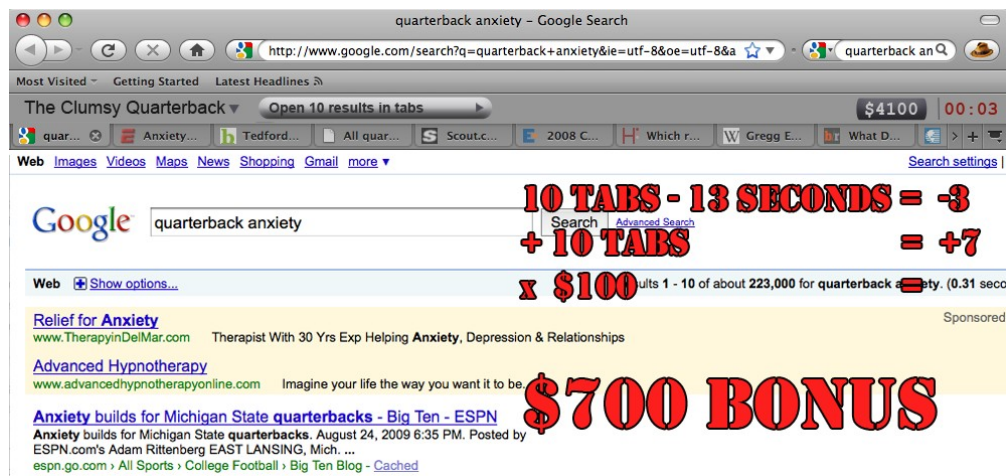 quarterback anxiety – Google Search
http://www.google.com/search?q=quarterback+anxiety&ie=utf-8&oe=utf-8&a
quarterback an
Most Visited Getting Started Latest Headlines
The Clumsy Quarterback Open 10 results in tabs $4100 00:03
quar... Anxiety... Tedford... All quar... Scout.c... 2008 C... Which r... Gregg E... What D...
Web Images Videos Maps News Shopping Gmail more Search settings |
10 TABS - 13 SECONDS = -3
Google quarterback anxiety Search Advanced Search
+ 10 TABS = +7
Web Show options... ults 1 - 10 of about 223,000 for quarterback anxiety. (0.31 seco
x $100 =
Relief for Anxiety Sponsored
www.TherapyinDelMar.com Therapist With 30 Yrs Exp Helping Anxiety, Depression & Relationships
Advanced Hypnotherapy
www.advancedhypnotherapyonline.com Imagine your life the way you want it to be.
$700 BONUS
Anxiety builds for Michigan State quarterbacks - Big Ten - ESPN
Anxiety builds for Michigan State quarterbacks. August 24, 2009 6:35 PM. Posted by
ESPN.com's Adam Rittenberg EAST LANSING, Mich. ...
espn.go.com › All Sports › College Football › Big Ten Blog - Cached